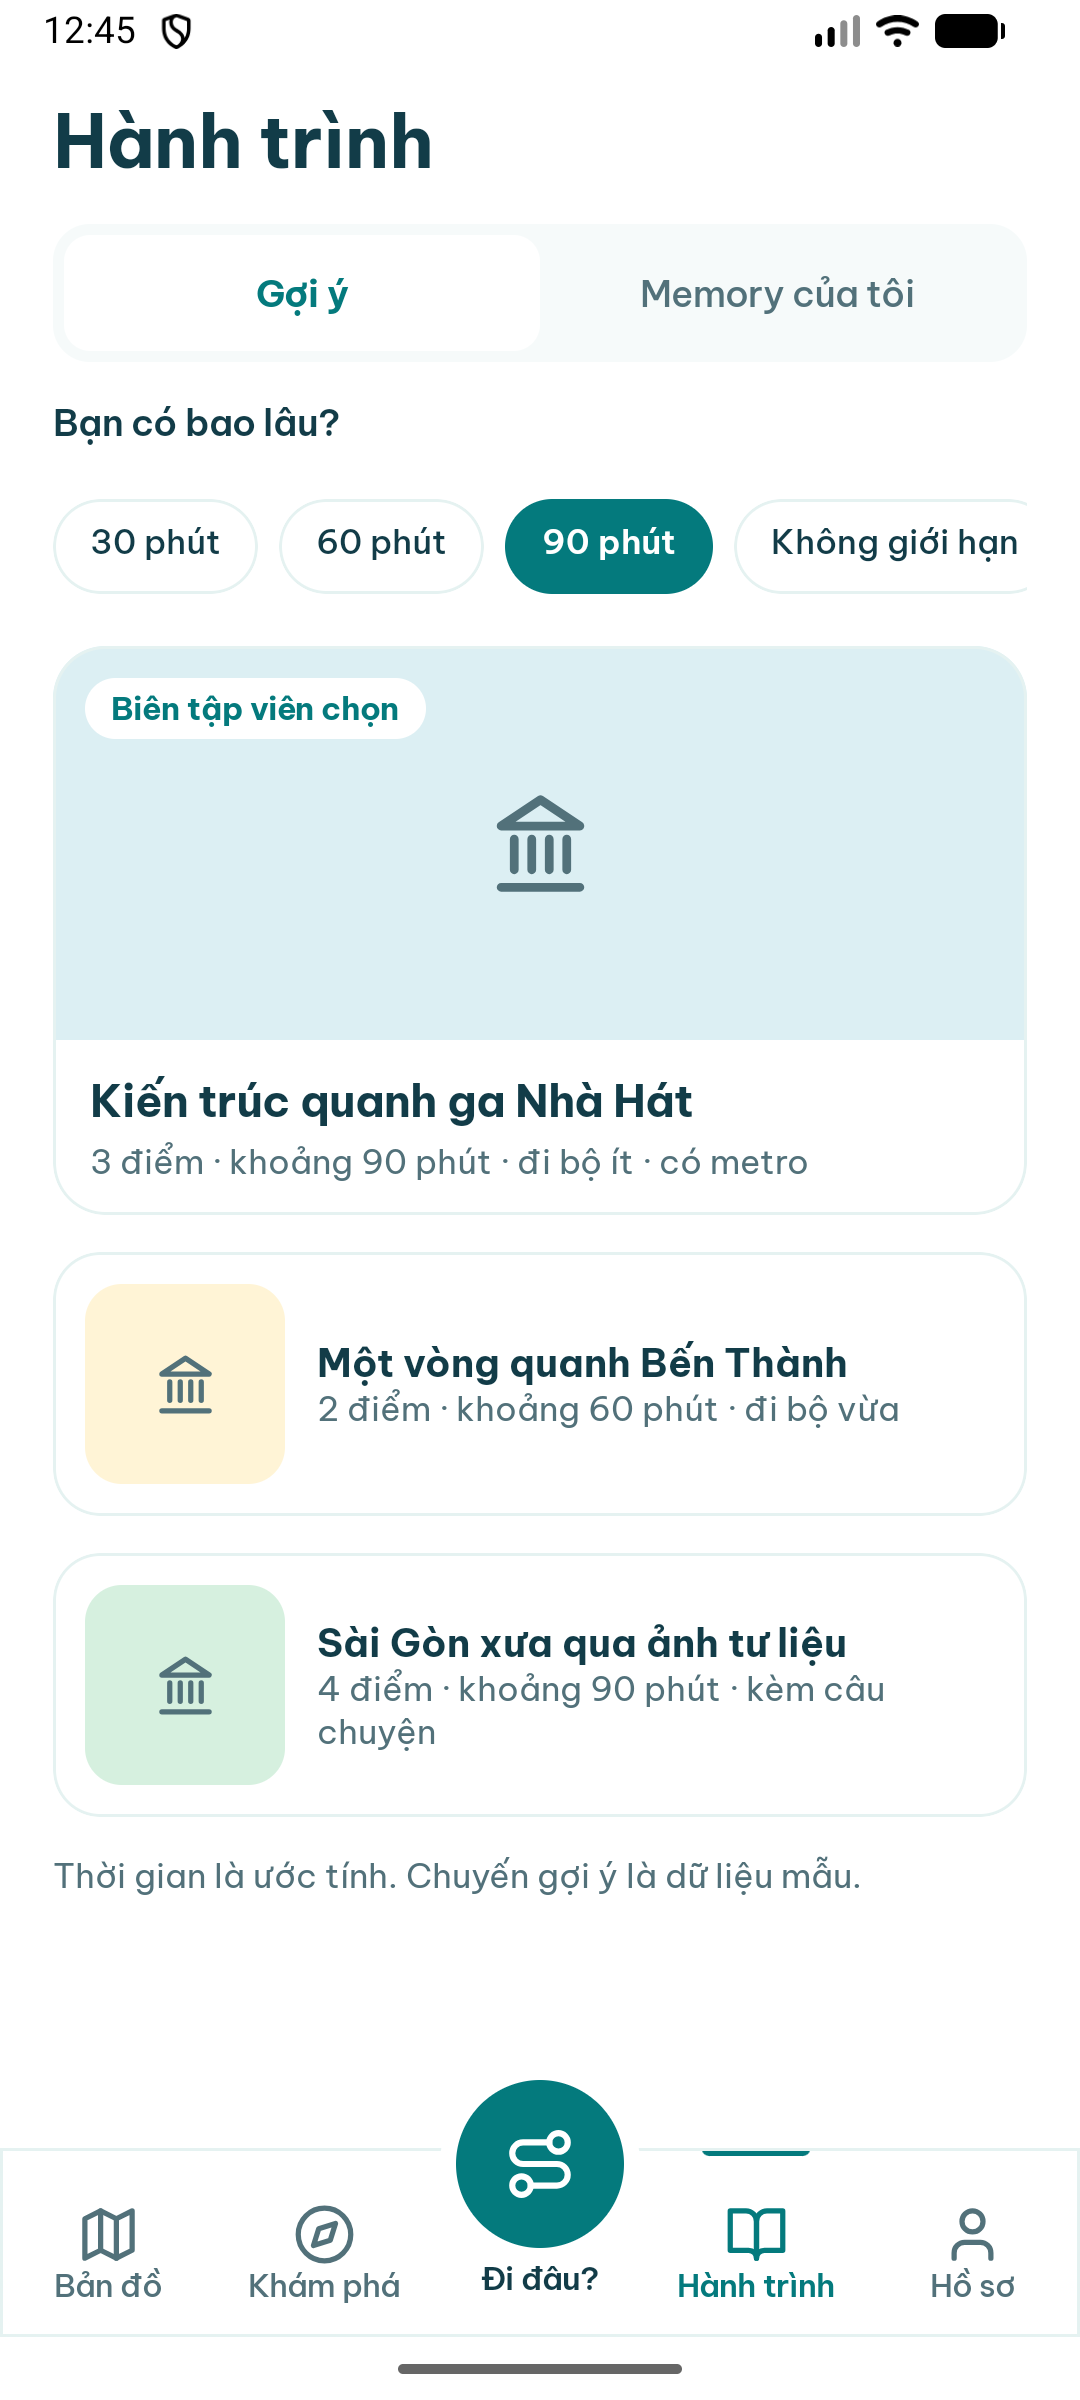 12:45
Hành trình
Gợi ý
Memory của tôi
Bạn có bao lâu?
30 phút
60 phút
90 phút
Không giới hạn
Biên tập viên chọn
Kiến trúc quanh ga Nhà Hát
3 điểm · khoảng 90 phút · đi bộ ít · có metro
Một vòng quanh Bến Thành
2 điểm · khoảng 60 phút · đi bộ vừa
Sài Gòn xưa qua ảnh tư liệu
4 điểm · khoảng 90 phút · kèm câu
chuyện
Thời gian là ước tính. Chuyến gợi ý là dữ liệu mẫu.
Bản đồ
Khám phá
Đi đâu?
Hành trình
Hồ sơ